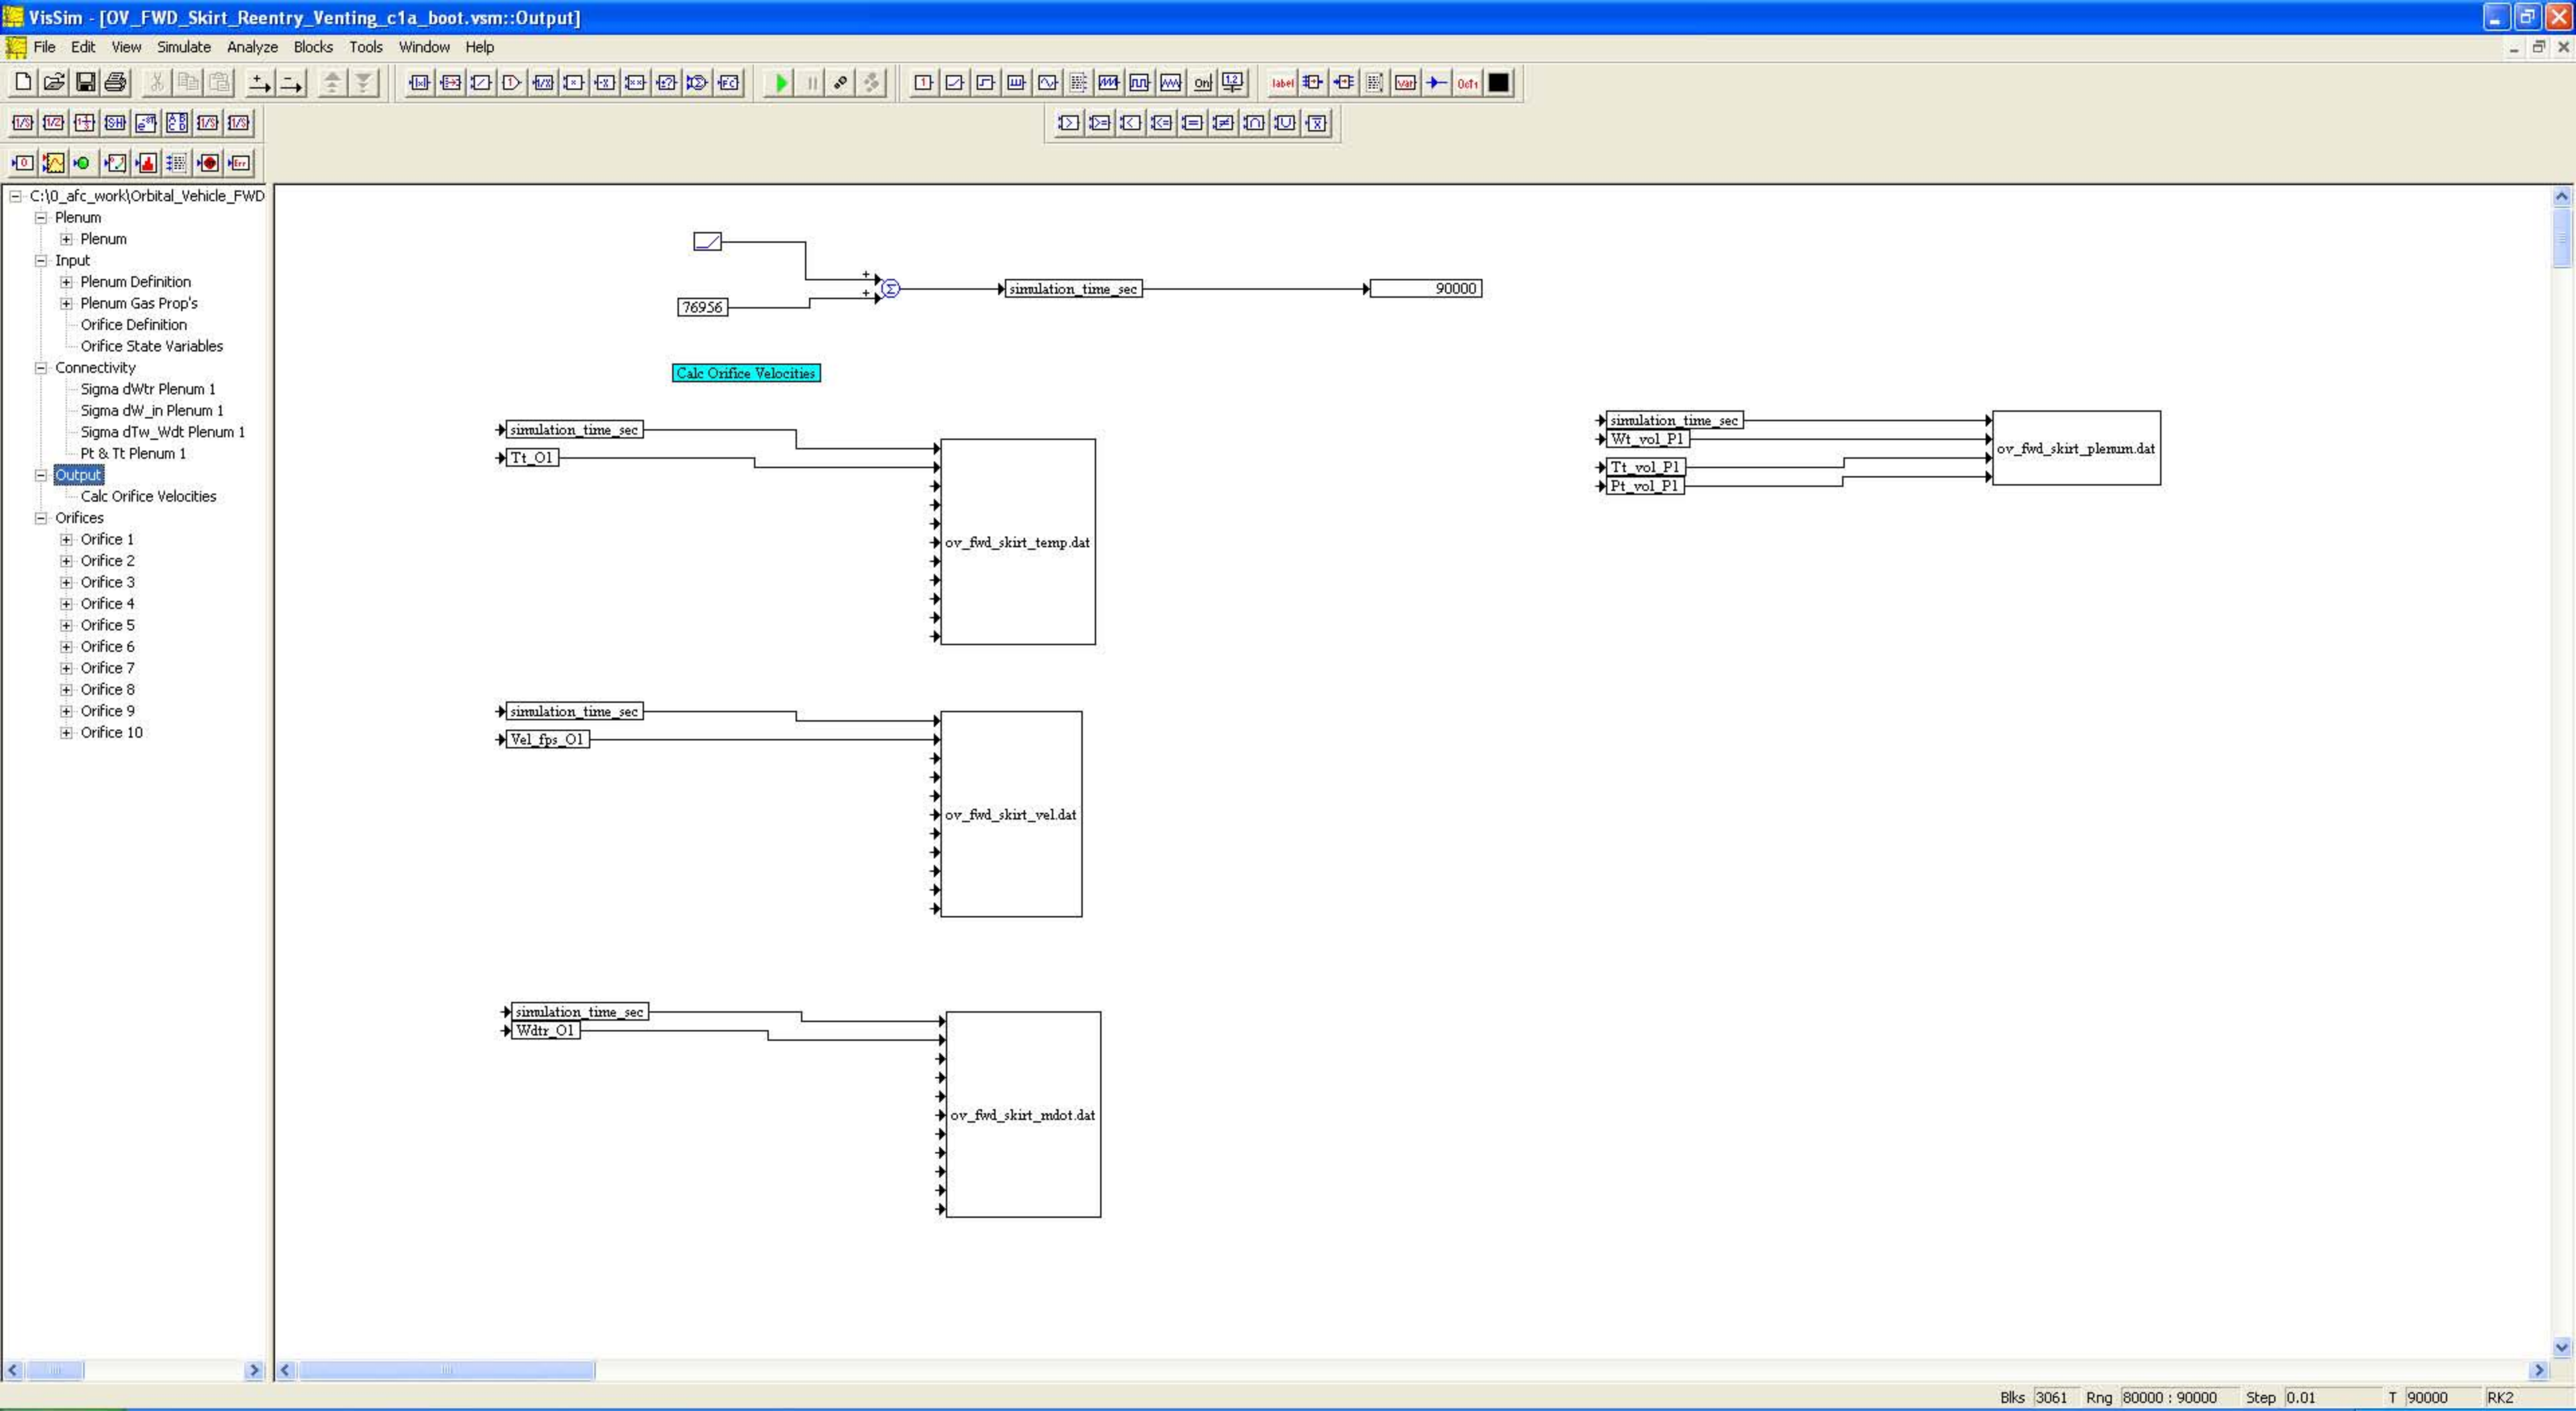 VisSim - [OV_FWD_Skirt_Reentry_Venting_c1a_boot.vsm::Output]
File Edit View Simulate Analyze Blocks Tools Window Help
label
var
C:\0_afc_work\Orbital_Vehicle_FWD
Plenum
Plenum
Input
Plenum Definition
Plenum Gas Prop's
Orifice Definition
Orifice State Variables
Connectivity
Sigma dWtr Plenum 1
Sigma dW_in Plenum 1
Sigma dTw_Wdt Plenum 1
Pt & Tt Plenum 1
Output
Calc Orifice Velocities
Orifices
Orifice 1
Orifice 2
Orifice 3
Orifice 4
Orifice 5
Orifice 6
Orifice 7
Orifice 8
Orifice 9
Orifice 10
76956
+
+
Σ
simulation_time_sec
90000
Calc Orifice Velocities
simulation_time_sec
Tt_O1
ov_fwd_skirt_temp.dat
simulation_time_sec
Wt_vol_P1
Tt_vol_P1
Pt_vol_P1
ov_fwd_skirt_plenum.dat
simulation_time_sec
Vel_fps_O1
ov_fwd_skirt_vel.dat
simulation_time_sec
Wdtr_O1
ov_fwd_skirt_mdot.dat
Blks 3061 Rng 80000 : 90000 Step 0.01 T 90000 RK2